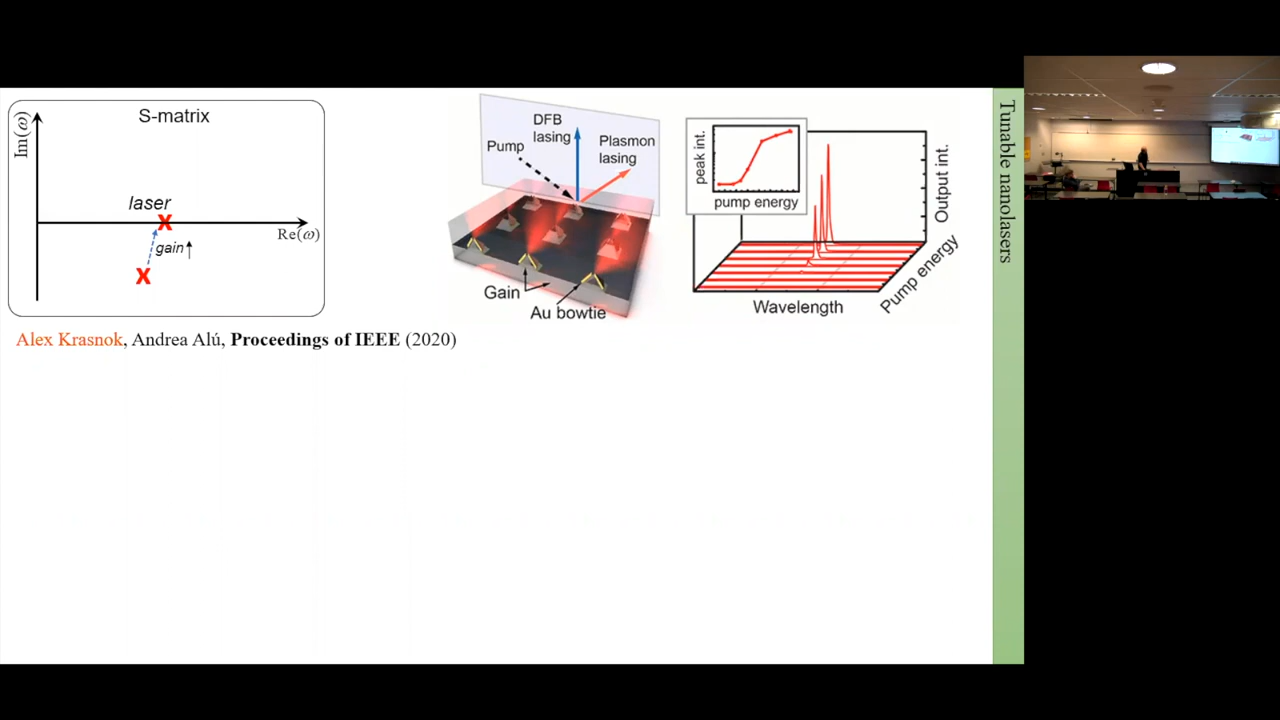 S-matrix
Im(ω)
laser
X
gain↑
X
Re(ω)
Alex Krasnok, Andrea Alú, Proceedings of IEEE (2020)
DFB
lasing
Pump
Plasmon
lasing
Gain
Au bowtie
peak int.
pump energy
Output int.
Pump energy
Wavelength
Tunable nanolasers